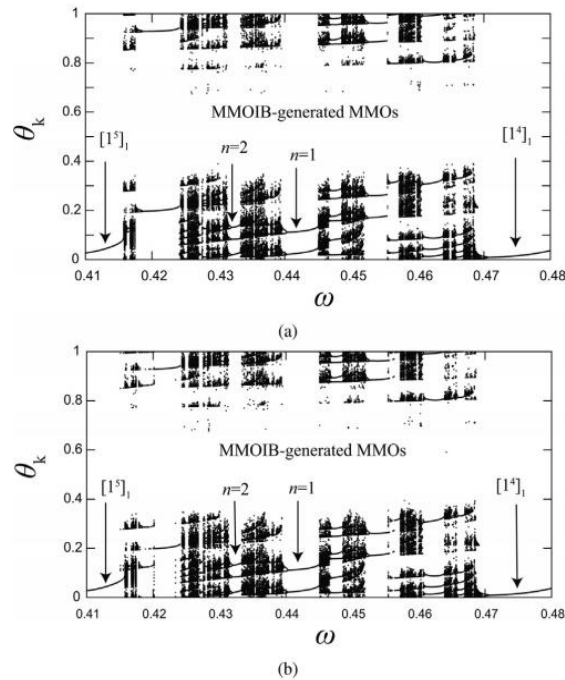 1
0.8
0.6
0.4
0.2
0
θk
MMOIB-generated MMOs
[1⁵]₁
n=2
n=1
[1⁴]₁
0.41 0.42 0.43 0.44 0.45 0.46 0.47 0.48
ω
(a)
1
0.8
0.6
0.4
0.2
0
θk
MMOIB-generated MMOs
[1⁵]₁
n=2
n=1
[1⁴]₁
0.41 0.42 0.43 0.44 0.45 0.46 0.47 0.48
ω
(b)